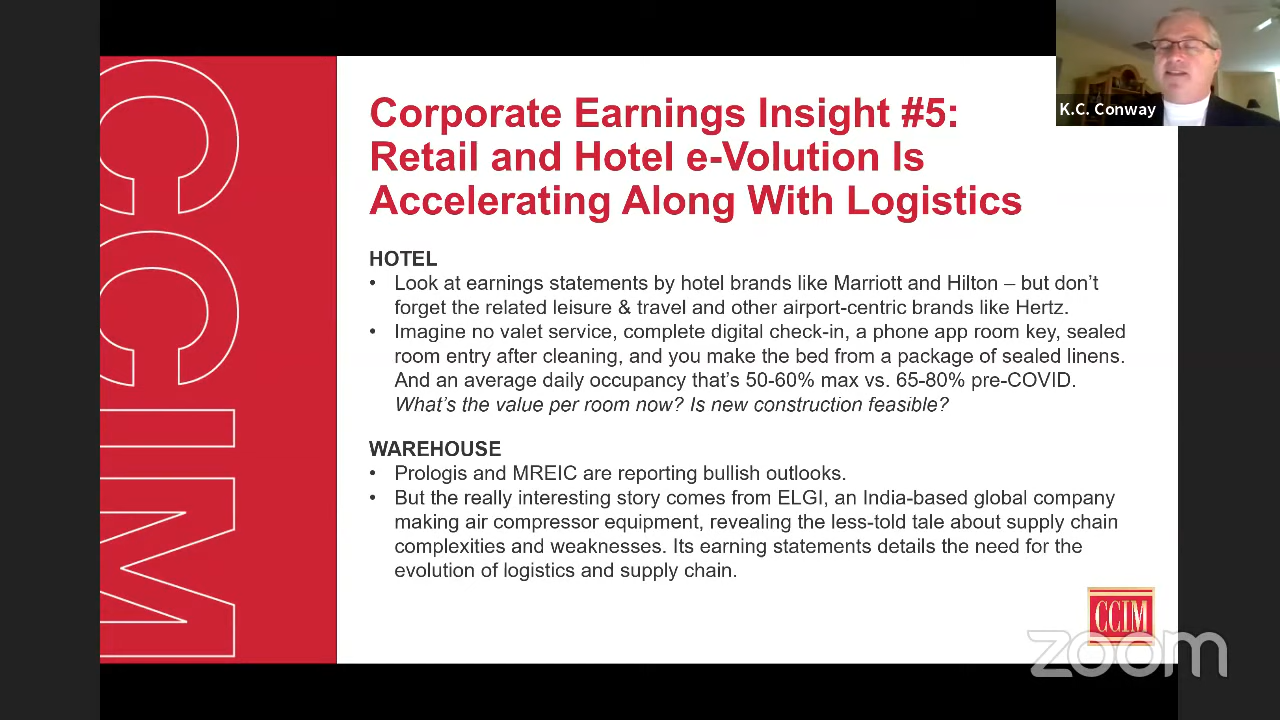 K.C. Conway
CCIM
Corporate Earnings Insight #5:
Retail and Hotel e-Volution Is
Accelerating Along With Logistics
HOTEL
• Look at earnings statements by hotel brands like Marriott and Hilton – but don’t
forget the related leisure & travel and other airport-centric brands like Hertz.
• Imagine no valet service, complete digital check-in, a phone app room key, sealed
room entry after cleaning, and you make the bed from a package of sealed linens.
And an average daily occupancy that’s 50-60% max vs. 65-80% pre-COVID.
What’s the value per room now? Is new construction feasible?
WAREHOUSE
• Prologis and MREIC are reporting bullish outlooks.
• But the really interesting story comes from ELGI, an India-based global company
making air compressor equipment, revealing the less-told tale about supply chain
complexities and weaknesses. Its earning statements details the need for the
evolution of logistics and supply chain.
CCIM
zoom